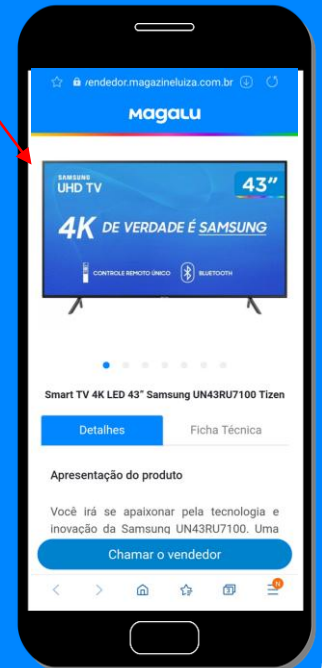 /endedor.magazineluiza.com.br
Magalu
SAMSUNG
UHD TV
43"
4K DE VERDADE É SAMSUNG
CONTROLE REMOTO ÚNICO
BLUETOOTH
Smart TV 4K LED 43" Samsung UN43RU7100 Tizen
Detalhes
Ficha Técnica
Apresentação do produto
Você irá se apaixonar pela tecnologia e
inovação da Samsung UN43RU7100. Uma
Chamar o vendedor
3
N